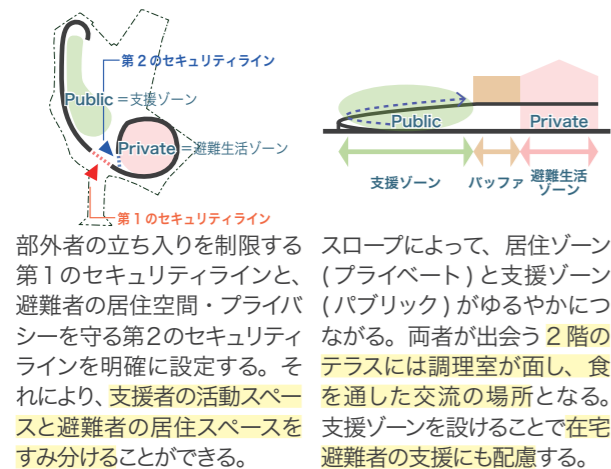 第２のセキュリティライン
Public＝支援ゾーン
Private＝避難生活ゾーン
第１のセキュリティライン
部外者の立ち入りを制限する
第１のセキュリティラインと、
避難者の居住空間・プライバ
シーを守る第２のセキュリティ
ラインを明確に設定する。そ
れにより、支援者の活動スペー
スと避難者の居住スペースを
すみ分けることができる。
Public
Private
支援ゾーン
バッファ
避難生活
ゾーン
スロープによって、居住ゾーン
(プライベート)と支援ゾーン
(パブリック)がゆるやかにつ
ながる。両者が出会う２階の
テラスには調理室が面し、食
を通した交流の場所となる。
支援ゾーンを設けることで在宅
避難者の支援にも配慮する。